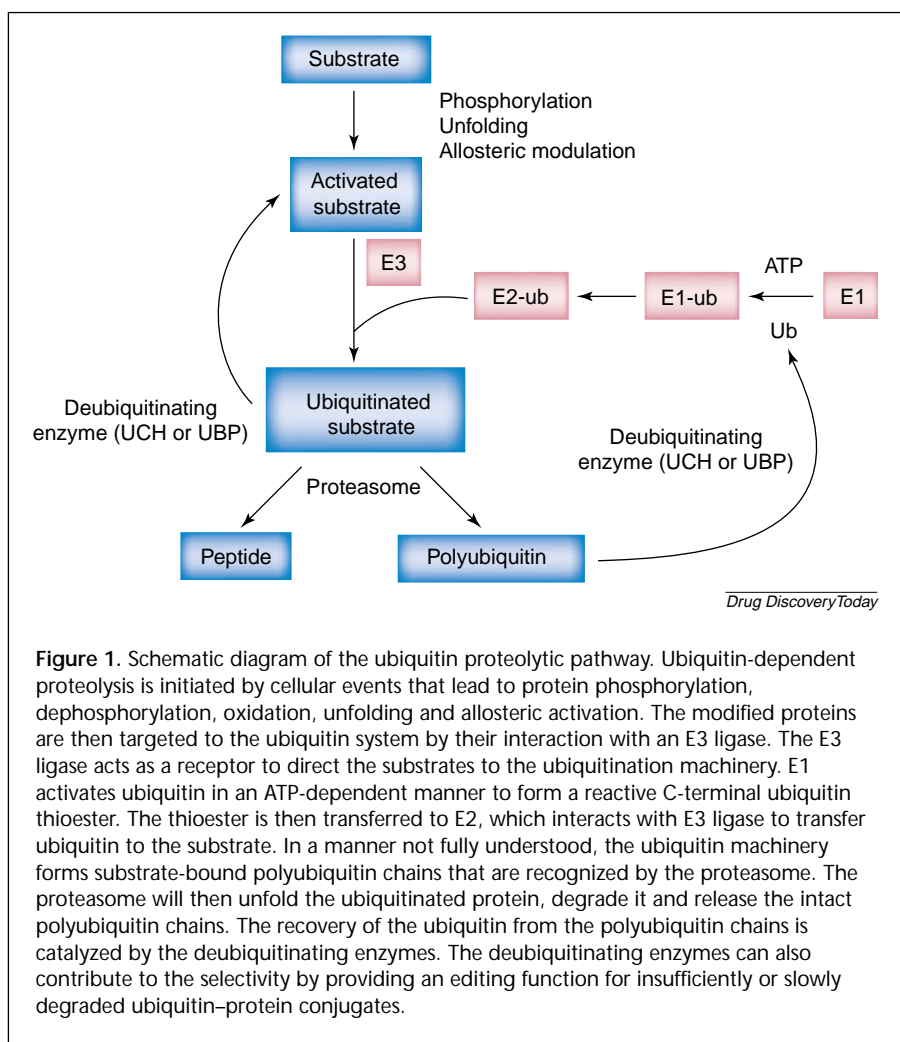 Substrate
Phosphorylation
Unfolding
Allosteric modulation
Activated
substrate
E3
E2-ub
E1-ub
ATP
E1
Ub
Deubiquitinating
enzyme (UCH or UBP)
Ubiquitinated
substrate
Deubiquitinating
enzyme (UCH or UBP)
Proteasome
Peptide
Polyubiquitin
Drug Discovery Today
Figure 1. Schematic diagram of the ubiquitin proteolytic pathway. Ubiquitin-dependent
proteolysis is initiated by cellular events that lead to protein phosphorylation,
dephosphorylation, oxidation, unfolding and allosteric activation. The modified proteins
are then targeted to the ubiquitin system by their interaction with an E3 ligase. The E3
ligase acts as a receptor to direct the substrates to the ubiquitination machinery. E1
activates ubiquitin in an ATP-dependent manner to form a reactive C-terminal ubiquitin
thioester. The thioester is then transferred to E2, which interacts with E3 ligase to transfer
ubiquitin to the substrate. In a manner not fully understood, the ubiquitin machinery
forms substrate-bound polyubiquitin chains that are recognized by the proteasome. The
proteasome will then unfold the ubiquitinated protein, degrade it and release the intact
polyubiquitin chains. The recovery of the ubiquitin from the polyubiquitin chains is
catalyzed by the deubiquitinating enzymes. The deubiquitinating enzymes can also
contribute to the selectivity by providing an editing function for insufficiently or slowly
degraded ubiquitin–protein conjugates.